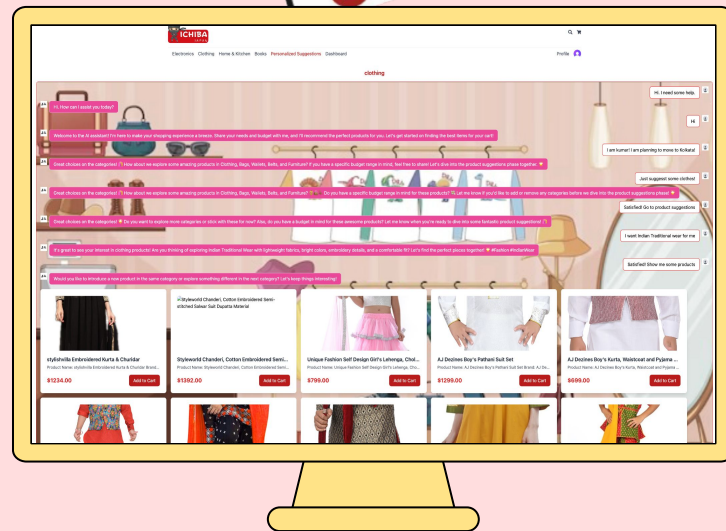 ICHIBA
JAPAN
Electronics Clothing Home & Kitchen Books Personalized Suggestions Dashboard
Profile
clothing
Hi. I need some help.
Hi, How can I assist you today?
Hi
Welcome to the AI assistant! I'm here to make your shopping experience a breeze. Share your needs and budget with me, and I'll recommend the perfect products for you. Let's get started on finding the best items for your cart!
I am kumar! I am planning to move to Kolkata!
Great choices on the categories! How about we explore some amazing products in Clothing, Bags, Wallets, Belts, and Furniture? If you have a specific budget range in mind, feel free to share! Let's dive into the product suggestions phase together.
Just suggest some clothes!
Great choices on the categories! How about we explore some amazing products in Clothing, Bags, Wallets, Belts, and Furniture? Do you have a specific budget range in mind for these products? Let me know if you'd like to add or remove any categories before we dive into the product suggestions phase!
Satisfied! Go to product suggestions
Great choices on the categories! Do you want to explore more categories or stick with these for now? Also, do you have a budget in mind for these awesome products? Let me know when you're ready to dive into some fantastic product suggestions!
I want Indian Traditional wear for me
It's great to see your interest in clothing products! Are you thinking of exploring Indian Traditional Wear with lightweight fabrics, bright colors, embroidery details, and a comfortable fit? Let's find the perfect pieces together! #Fashion #IndianWear
Satisfied! Show me some products
Would you like to introduce a new product in the same category or explore something different in the next category? Let's keep things interesting!
Styleworld Chanderi, Cotton Embroidered Semi-
stitched Salwar Suit Dupatta Material
stylishvilla Embroidered Kurta & Churidar
Styleworld Chanderi, Cotton Embroidered Semi...
Unique Fashion Self Design Girl's Lehenga, Chol...
AJ Dezines Boy's Pathani Suit Set
AJ Dezines Boy's Kurta, Waistcoat and Pyjama ...
Product Name: stylishvilla Embroidered Kurta & Churidar Brand...
Product Name: Styleworld Chanderi, Cotton Embroidered Semi...
Product Name: Unique Fashion Self Design Girl's Lehenga, Cho...
Product Name: AJ Dezines Boy's Pathani Suit Set Brand: AJ De...
Product Name: AJ Dezines Boy's Kurta, Waistcoat and Pyjama ...
$1234.00 Add to Cart
$1392.00 Add to Cart
$799.00 Add to Cart
$1299.00 Add to Cart
$699.00 Add to Cart